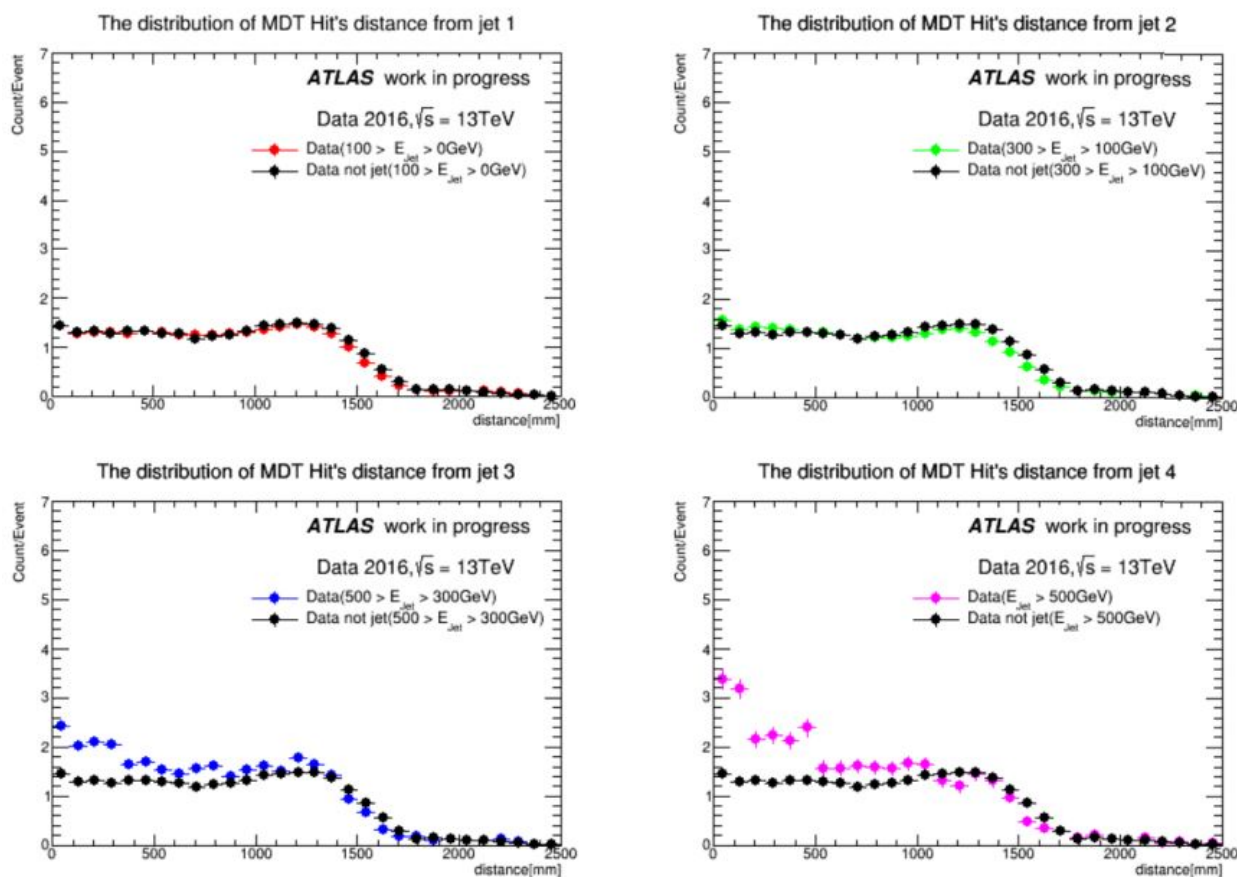 The distribution of MDT Hit's distance from jet 1
Count/Event
7
6
5
4
3
2
1
0
0
500
1000
1500
2000
2500
distance[mm]
ATLAS work in progress
Data 2016,√s = 13TeV
Data(100 > E_Jet > 0GeV)
Data not jet(100 > E_Jet > 0GeV)
The distribution of MDT Hit's distance from jet 2
Count/Event
7
6
5
4
3
2
1
0
0
500
1000
1500
2000
2500
distance[mm]
ATLAS work in progress
Data 2016,√s = 13TeV
Data(300 > E_Jet > 100GeV)
Data not jet(300 > E_Jet > 100GeV)
The distribution of MDT Hit's distance from jet 3
Count/Event
7
6
5
4
3
2
1
0
0
500
1000
1500
2000
2500
distance[mm]
ATLAS work in progress
Data 2016,√s = 13TeV
Data(500 > E_Jet > 300GeV)
Data not jet(500 > E_Jet > 300GeV)
The distribution of MDT Hit's distance from jet 4
Count/Event
7
6
5
4
3
2
1
0
0
500
1000
1500
2000
2500
distance[mm]
ATLAS work in progress
Data 2016,√s = 13TeV
Data(E_Jet > 500GeV)
Data not jet(E_Jet > 500GeV)